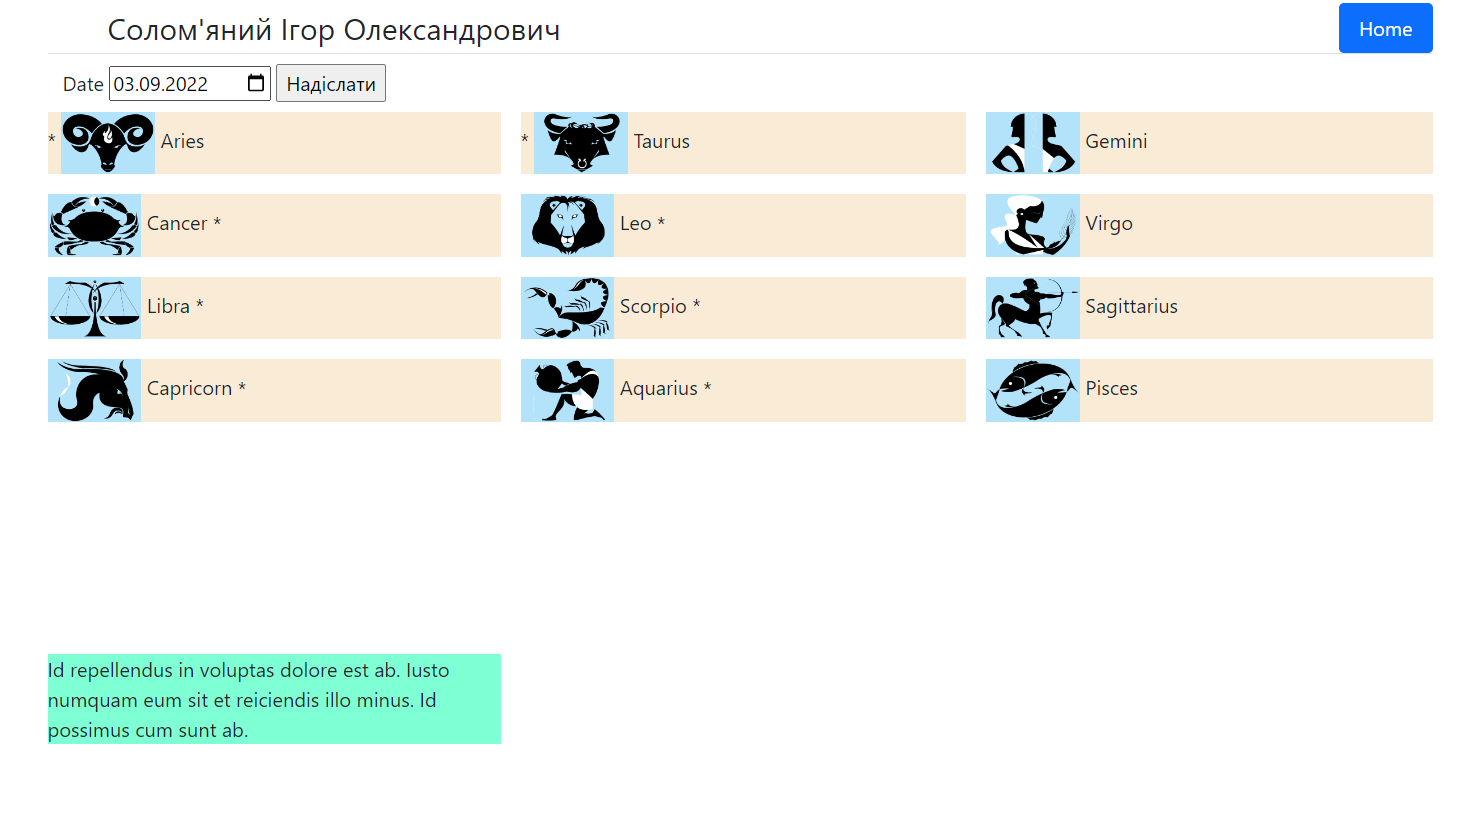 Солом'яний Ігор Олександрович
Home
Date 03.09.2022 Надіслати
* Aries
* Taurus
Gemini
Cancer *
Leo *
Virgo
Libra *
Scorpio *
Sagittarius
Capricorn *
Aquarius *
Pisces
Id repellendus in voluptas dolore est ab. Iusto
numquam eum sit et reiciendis illo minus. Id
possimus cum sunt ab.